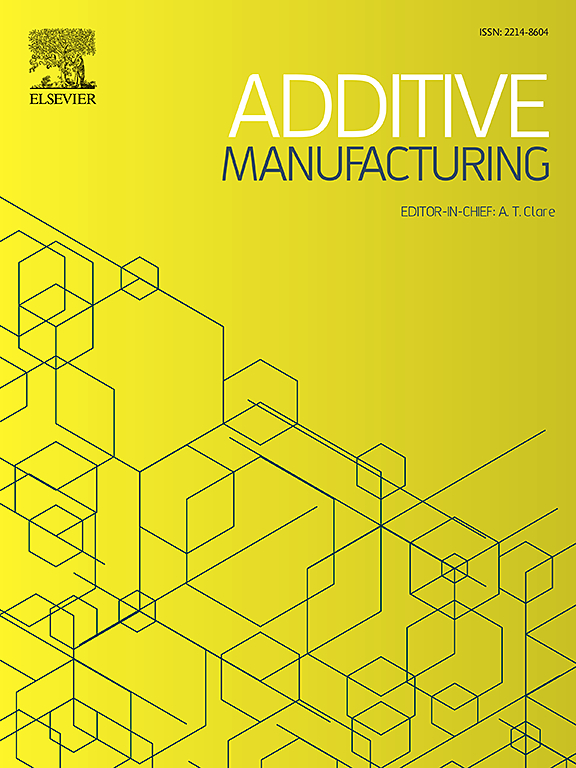 ISSN: 2214-8604
ELSEVIER
ADDITIVE
MANUFACTURING
EDITOR-IN-CHIEF: A. T. Clare